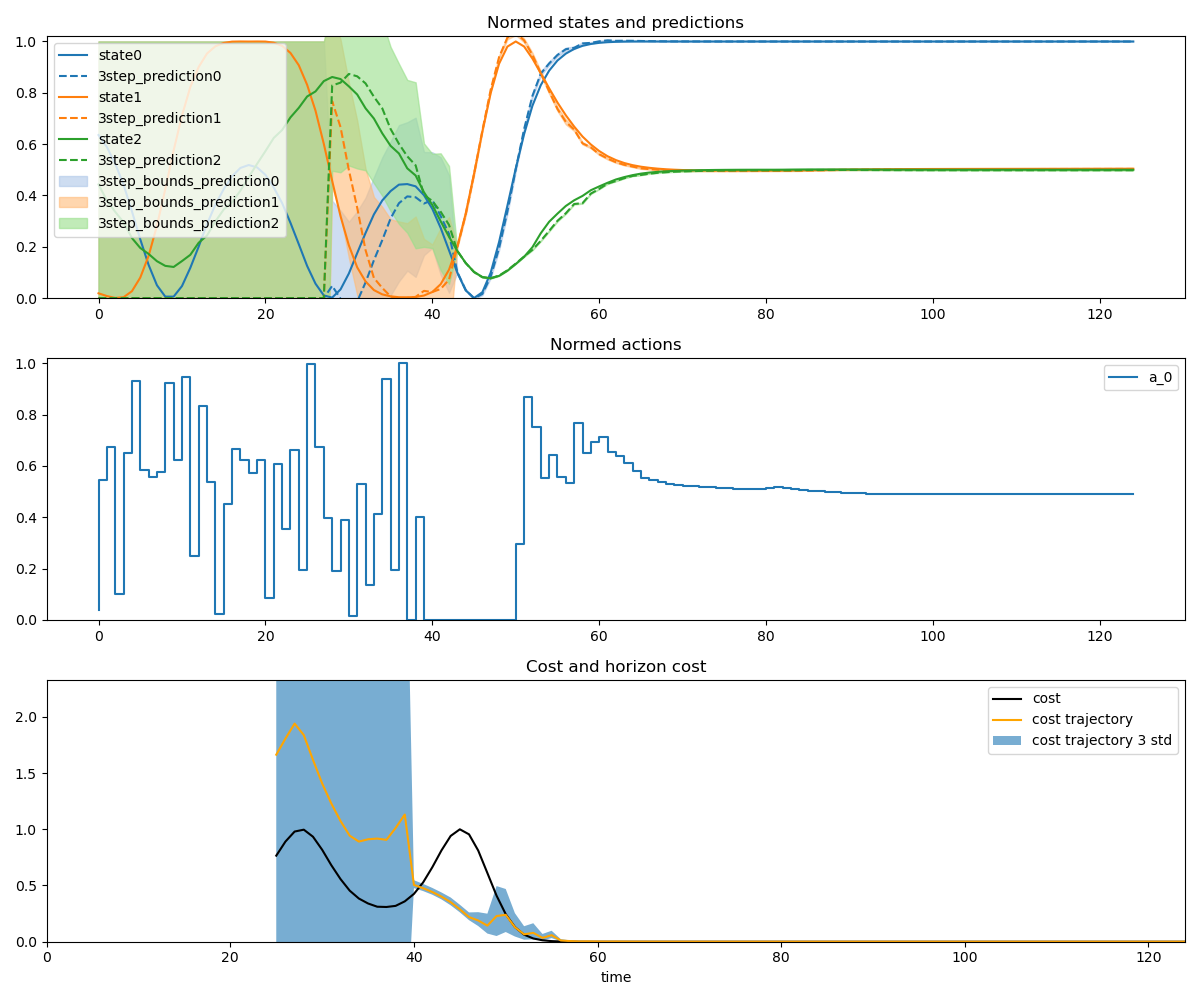 Normed states and predictions
1.0
0.8
0.6
0.4
0.2
0.0
state0
3step_prediction0
state1
3step_prediction1
state2
3step_prediction2
3step_bounds_prediction0
3step_bounds_prediction1
3step_bounds_prediction2
0 20 40 60 80 100 120
Normed actions
1.0
0.8
0.6
0.4
0.2
0.0
a_0
0 20 40 60 80 100 120
Cost and horizon cost
2.0
1.5
1.0
0.5
0.0
cost
cost trajectory
cost trajectory 3 std
0 20 40 60 80 100 120
time